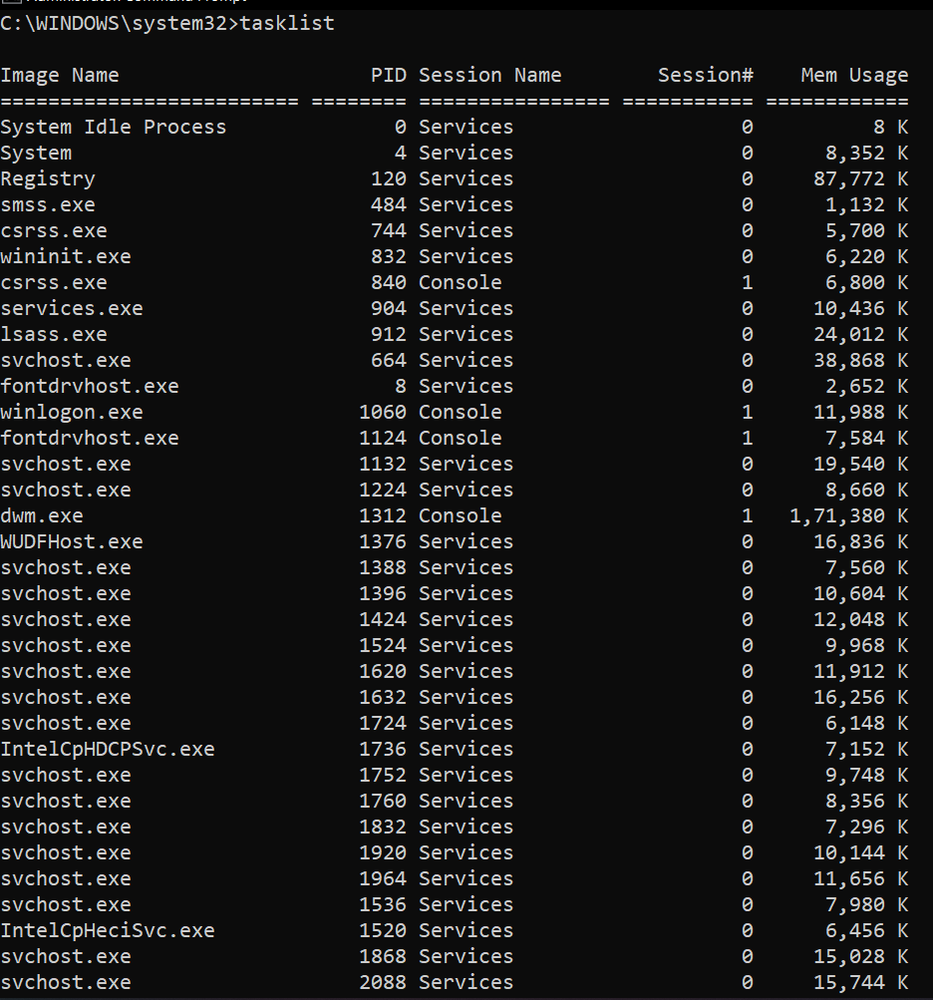 C:\WINDOWS\system32>tasklist
Image Name                     PID Session Name        Session#    Mem Usage
========================= ======== ================ =========== ============
System Idle Process              0 Services                   0          8 K
System                           4 Services                   0      8,352 K
Registry                       120 Services                   0     87,772 K
smss.exe                       484 Services                   0      1,132 K
csrss.exe                      744 Services                   0      5,700 K
wininit.exe                    832 Services                   0      6,220 K
csrss.exe                      840 Console                    1      6,800 K
services.exe                   904 Services                   0     10,436 K
lsass.exe                      912 Services                   0     24,012 K
svchost.exe                    664 Services                   0     38,868 K
fontdrvhost.exe                  8 Services                   0      2,652 K
winlogon.exe                  1060 Console                    1     11,988 K
fontdrvhost.exe               1124 Console                    1      7,584 K
svchost.exe                   1132 Services                   0     19,540 K
svchost.exe                   1224 Services                   0      8,660 K
dwm.exe                       1312 Console                    1   1,71,380 K
WUDFHost.exe                  1376 Services                   0     16,836 K
svchost.exe                   1388 Services                   0      7,560 K
svchost.exe                   1396 Services                   0     10,604 K
svchost.exe                   1424 Services                   0     12,048 K
svchost.exe                   1524 Services                   0      9,968 K
svchost.exe                   1620 Services                   0     11,912 K
svchost.exe                   1632 Services                   0     16,256 K
svchost.exe                   1724 Services                   0      6,148 K
IntelCpHDCPSvc.exe            1736 Services                   0      7,152 K
svchost.exe                   1752 Services                   0      9,748 K
svchost.exe                   1760 Services                   0      8,356 K
svchost.exe                   1832 Services                   0      7,296 K
svchost.exe                   1920 Services                   0     10,144 K
svchost.exe                   1964 Services                   0     11,656 K
svchost.exe                   1536 Services                   0      7,980 K
IntelCpHeciSvc.exe            1520 Services                   0      6,456 K
svchost.exe                   1868 Services                   0     15,028 K
svchost.exe                   2088 Services                   0     15,744 K